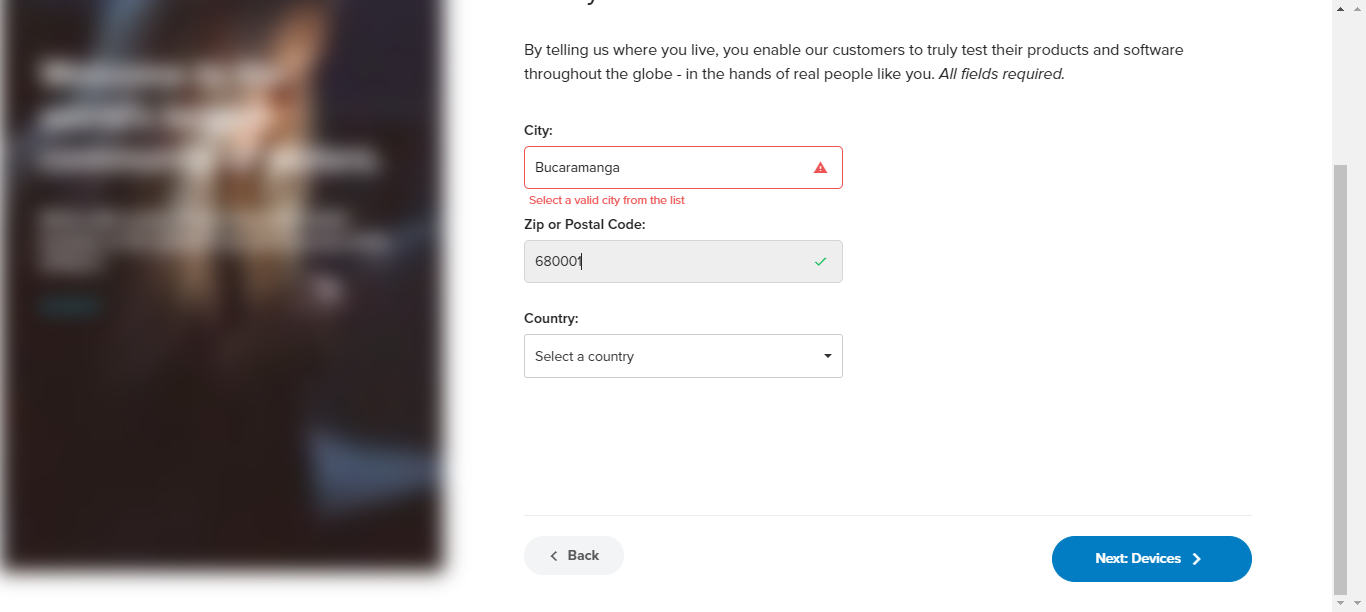 By telling us where you live, you enable our customers to truly test their products and software
throughout the globe - in the hands of real people like you. All fields required.
City:
Bucaramanga
Select a valid city from the list
Zip or Postal Code:
680001
Country:
Select a country
Back
Next: Devices